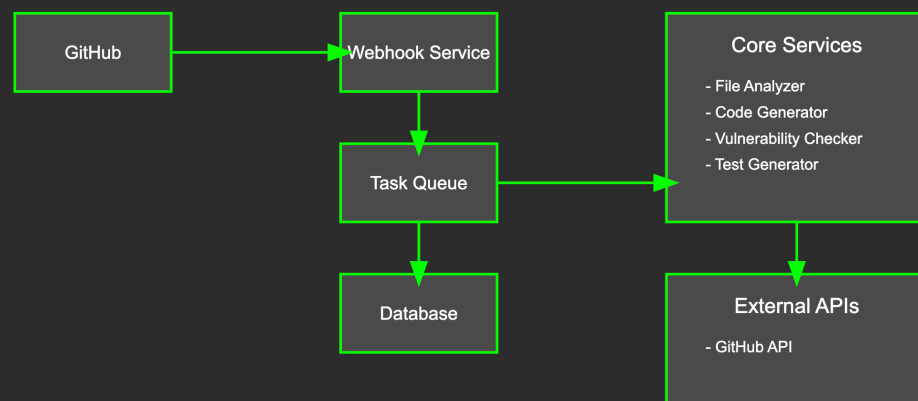 GitHub
Webhook Service
Core Services
- File Analyzer
- Code Generator
- Vulnerability Checker
- Test Generator
Task Queue
Database
External APIs
- GitHub API